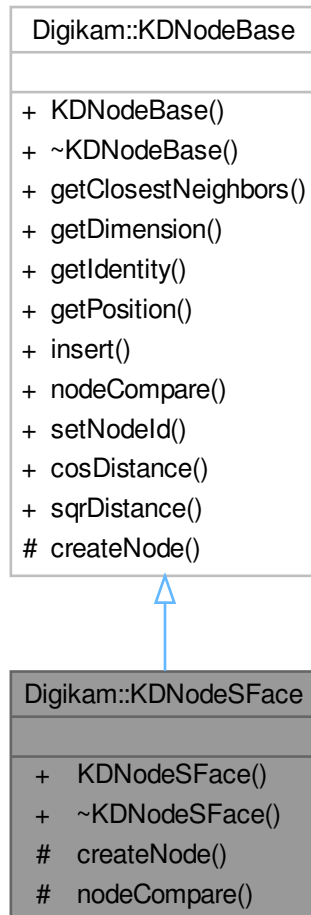 Digikam::KDNodeBase
+ KDNodeBase()
+ ~KDNodeBase()
+ getClosestNeighbors()
+ getDimension()
+ getIdentity()
+ getPosition()
+ insert()
+ nodeCompare()
+ setNodeId()
+ cosDistance()
+ sqrDistance()
# createNode()
Digikam::KDNodeSFace
+ KDNodeSFace()
+ ~KDNodeSFace()
# createNode()
# nodeCompare()